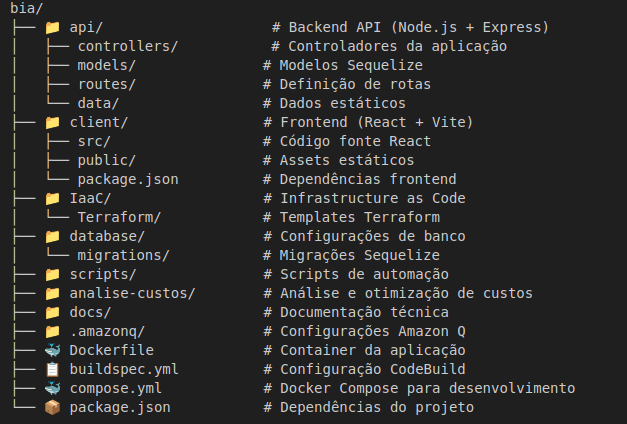 bia/
├── 📁 api/                         # Backend API (Node.js + Express)
│   ├── controllers/           # Controladores da aplicação
│   ├── models/               # Modelos Sequelize
│   ├── routes/               # Definição de rotas
│   └── data/                 # Dados estáticos
├── 📁 client/                # Frontend (React + Vite)
│   ├── src/                  # Código fonte React
│   ├── public/               # Assets estáticos
│   └── package.json          # Dependências frontend
├── 📁 IaaC/                  # Infrastructure as Code
│   └── Terraform/            # Templates Terraform
├── 📁 database/              # Configurações de banco
│   └── migrations/           # Migrações Sequelize
├── 📁 scripts/               # Scripts de automação
├── 📁 analise-custos/        # Análise e otimização de custos
├── 📁 docs/                  # Documentação técnica
├── 📁 .amazonq/              # Configurações Amazon Q
├── 🐳 Dockerfile             # Container da aplicação
├── 📋 buildspec.yml          # Configuração CodeBuild
├── 🐳 compose.yml            # Docker Compose para desenvolvimento
└── 📦 package.json           # Dependências do projeto